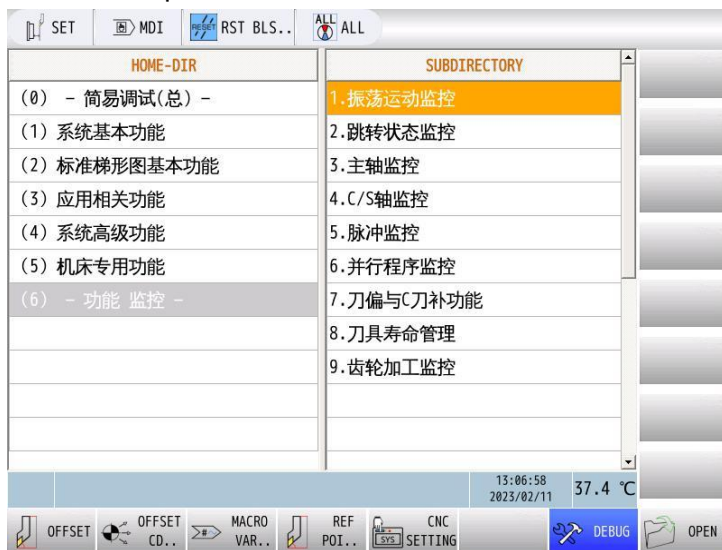 SET MDI RESET RST BLS.. ALL ALL
HOME-DIR SUBDIRECTORY
(0) - 简易调试(总) - 1.振荡运动监控
(1) 系统基本功能 2.跳转状态监控
(2) 标准梯形图基本功能 3.主轴监控
(3) 应用相关功能 4.C/S轴监控
(4) 系统高级功能 5.脉冲监控
(5) 机床专用功能 6.并行程序监控
(6) - 功能 监控 - 7.刀偏与C刀补功能
8.刀具寿命管理
9.齿轮加工监控
13:06:58
2023/02/11 37.4 ℃
OFFSET OFFSET CD.. MACRO VAR.. REF POI.. SYS CNC SETTING DEBUG OPEN